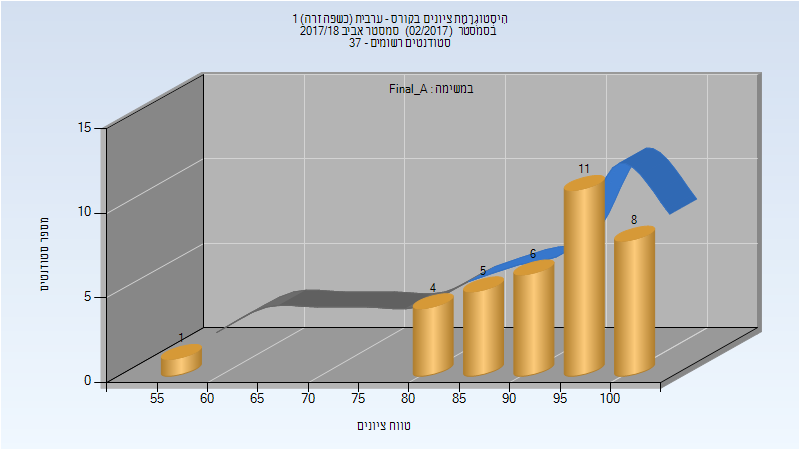 היסטוגרמת ציונים בקורס - ערבית (כשפה זרה) 1
בסמסטר (02/2017) סמסטר אביב 2017/18
סטודנטים רשומים - 37
במשימה : Final_A
מספר סטודנטים
15
10
5
0
1
4
5
6
11
8
55 60 65 70 75 80 85 90 95 100
טווח ציונים